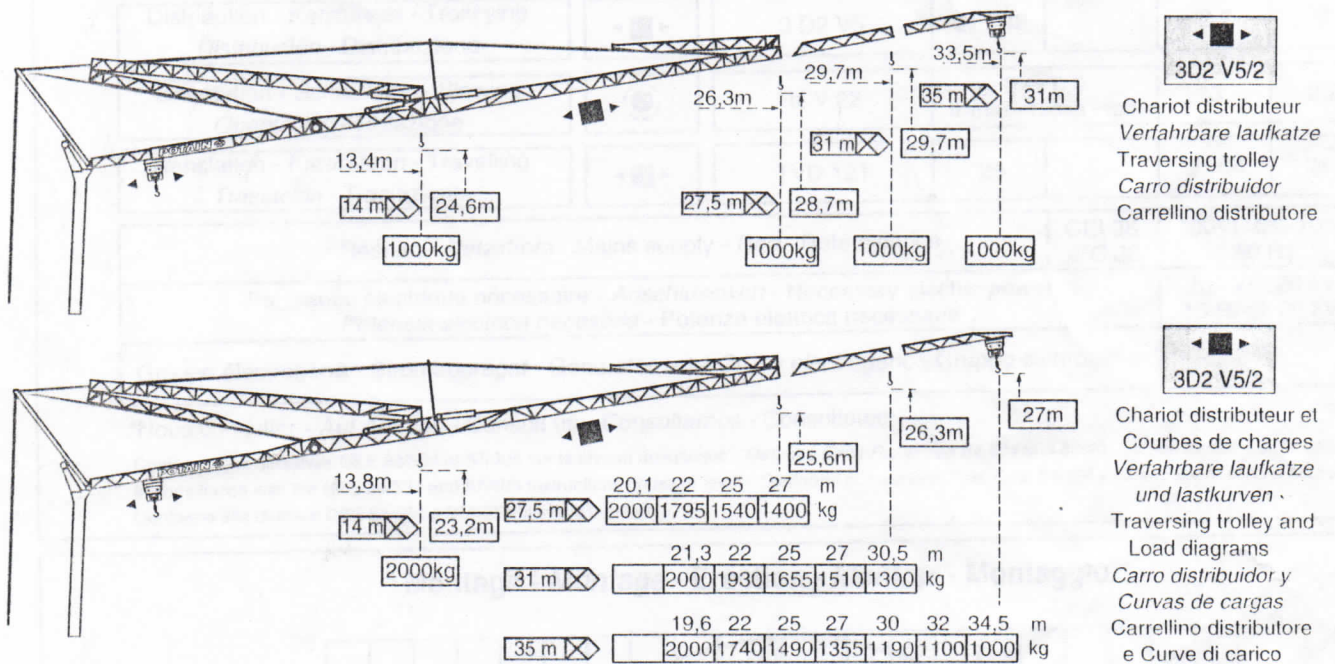 33,5m
29,7m
26,3m
35 m 31m
31 m 29,7m
13,4m
14 m 24,6m
27,5 m 28,7m
1000kg
1000kg 1000kg 1000kg
POTAIN
3D2 V5/2
Chariot distributeur
Verfahrbare laufkatze
Traversing trolley
Carro distribuidor
Carrellino distributore
27m
26,3m
25,6m
13,8m
14 m 23,2m
2000kg
20,1 22 25 27 m
27,5 m 2000 1795 1540 1400 kg
21,3 22 25 27 30,5 m
31 m 2000 1930 1655 1510 1300 kg
19,6 22 25 27 30 32 34,5 m
35 m 2000 1740 1490 1355 1190 1100 1000 kg
POTAIN
3D2 V5/2
Chariot distributeur et
Courbes de charges
Verfahrbare laufkatze
und lastkurven
Traversing trolley and
Load diagrams
Carro distribuidor y
Curvas de cargas
Carrellino distributore
e Curve di carico